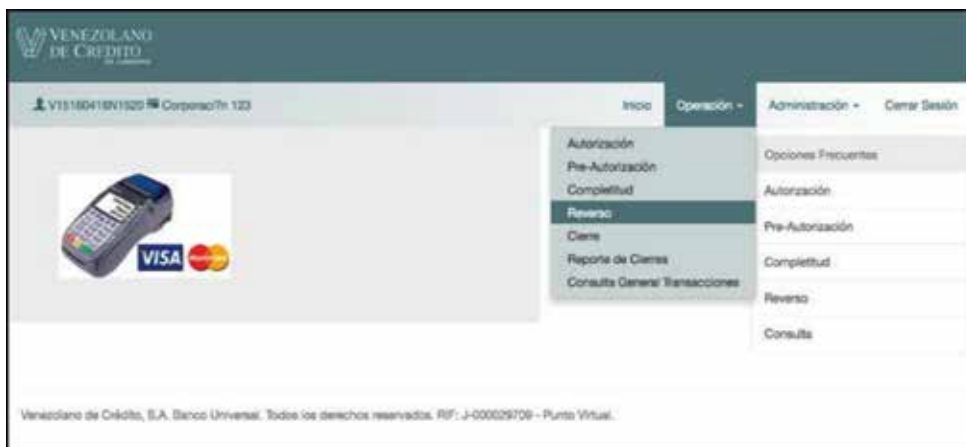 VENEZOLANO
DE CRÉDITO
Inicio
Operación
Administración
Cerrar Sesión
Autorización
Pre-Autorización
Completitud
Reverso
Cierre
Reporte de Cierres
Consulta General Transacciones
Opciones Frecuentes
Autorización
Pre-Autorización
Completitud
Reverso
Consulta
VISA
Venezolano de Crédito, S.A. Banco Universal. Todos los derechos reservados. RIF: J-000029709 - Punto Virtual.